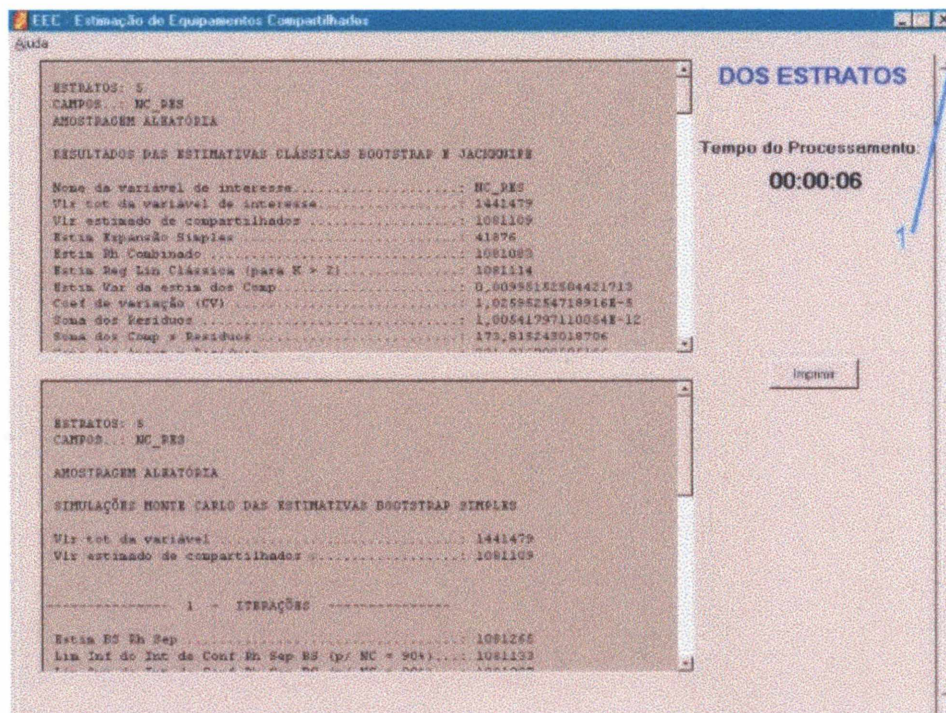 EEC - Estimação de Equipamentos Compartilhados
Ajuda
ESTRATOS: 5
CAMPOS..: NC_RES
AMOSTRAGEM ALEATÓRIA
RESULTADOS DAS ESTIMATIVAS CLÁSSICAS BOOTSTRAP E JACKKNIFE
Nome da variável de interesse....................: NC_RES
Vlr tot da variável de interesse.................: 1441479
Vlr estimado de compartilhados ..................: 1081109
Estim Expansão Simples ..........................: 41876
Estim Rh Combinado ..............................: 1081083
Estim Reg Lin Clássica (para K > 2)..............: 1081114
Estim Var da estim dos Comp......................: 0,00995152504421713
Coef de variação (CV) ...........................: 1,02595254718916E-5
Soma dos Resíduos ...............................: 1,00541797110054E-12
Soma dos Comp x Resíduos ........................: 173,815243018706
DOS ESTRATOS
Tempo do Processamento:
00:00:06
1
Imprimir
ESTRATOS: 5
CAMPOS..: NC_RES
AMOSTRAGEM ALEATÓRIA
SIMULAÇÕES MONTE CARLO DAS ESTIMATIVAS BOOTSTRAP SIMPLES
Vlr tot da variável .............................: 1441479
Vlr estimado de compartilhados ..................: 1081109
--------------- 1 - ITERAÇÕES ---------------
Estim BS Rh Sep .................................: 1081265
Lim Inf do Int de Conf Rh Sep BS (p/ NC = 90%)...: 1081133